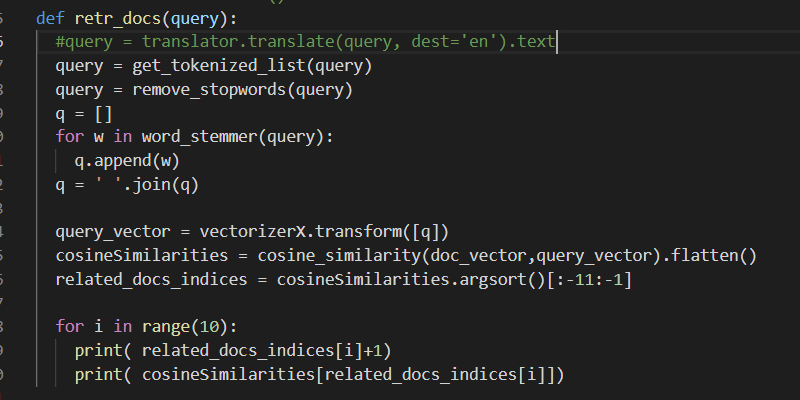 def retr_docs(query):
#query = translator.translate(query, dest='en').text
query = get_tokenized_list(query)
query = remove_stopwords(query)
q = []
for w in word_stemmer(query):
q.append(w)
q = ' '.join(q)
query_vector = vectorizerX.transform([q])
cosineSimilarities = cosine_similarity(doc_vector,query_vector).flatten()
related_docs_indices = cosineSimilarities.argsort()[:-11:-1]
for i in range(10):
print( related_docs_indices[i]+1)
print( cosineSimilarities[related_docs_indices[i]])